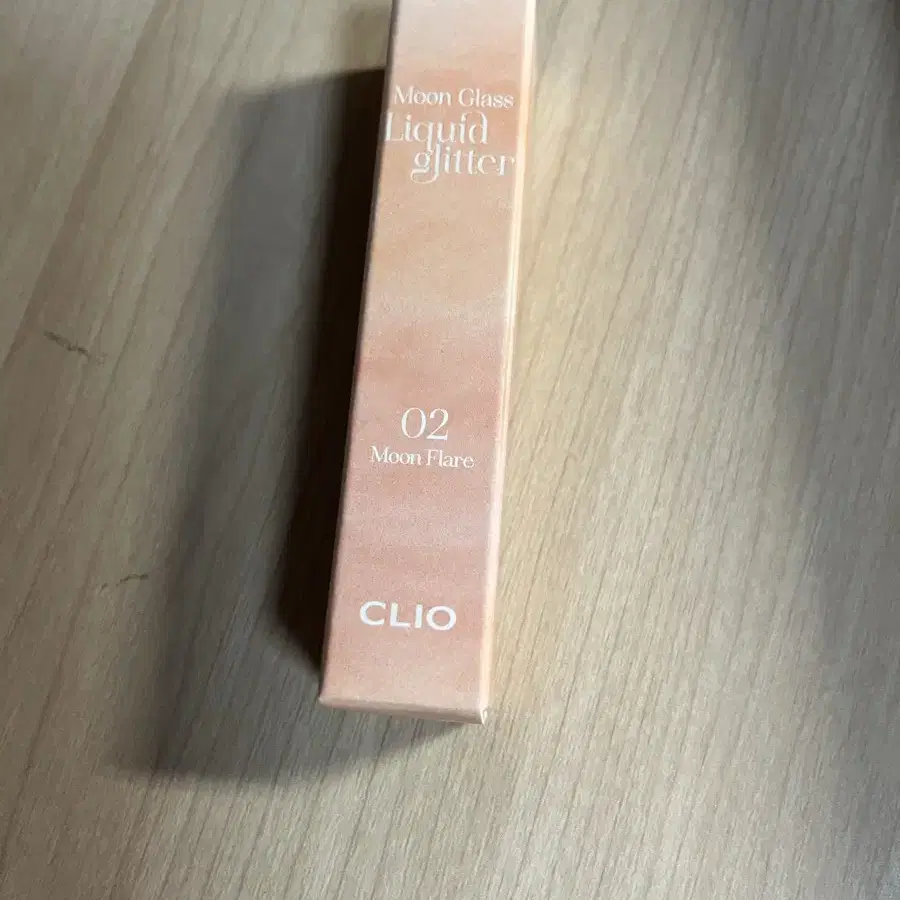 Moon Glass
Liquid
glitter
02
Moon Flare
CLIO